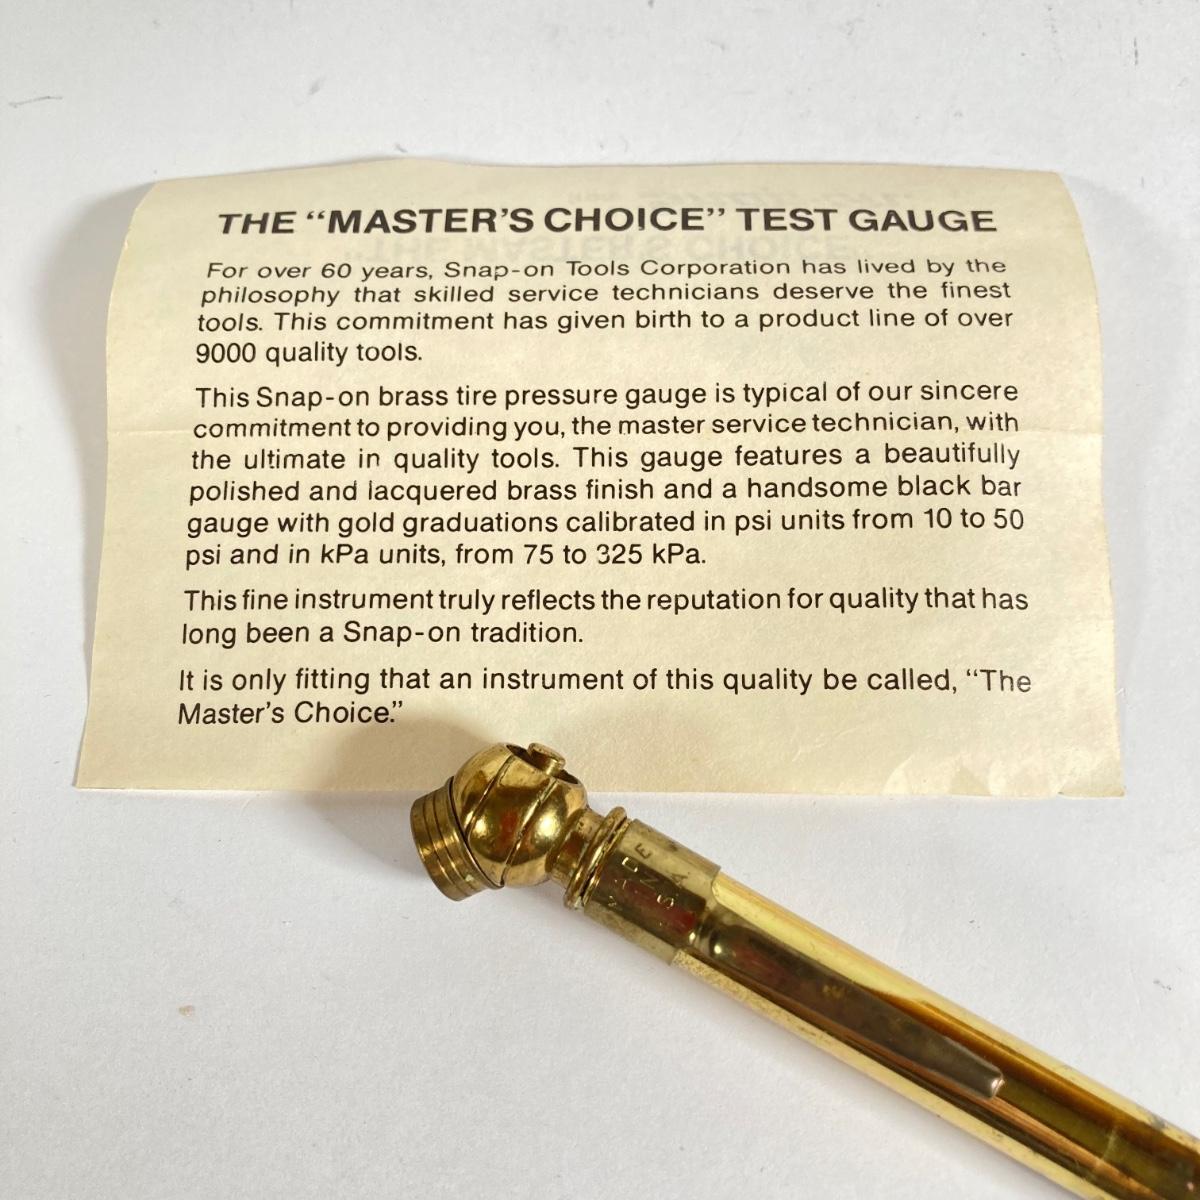 THE “MASTER’S CHOICE” TEST GAUGE
For over 60 years, Snap-on Tools Corporation has lived by the
philosophy that skilled service technicians deserve the finest
tools. This commitment has given birth to a product line of over
9000 quality tools.
This Snap-on brass tire pressure gauge is typical of our sincere
commitment to providing you, the master service technician, with
the ultimate in quality tools. This gauge features a beautifully
polished and lacquered brass finish and a handsome black bar
gauge with gold graduations calibrated in psi units from 10 to 50
psi and in kPa units, from 75 to 325 kPa.
This fine instrument truly reflects the reputation for quality that has
long been a Snap-on tradition.
It is only fitting that an instrument of this quality be called, “The
Master’s Choice.”
MADE